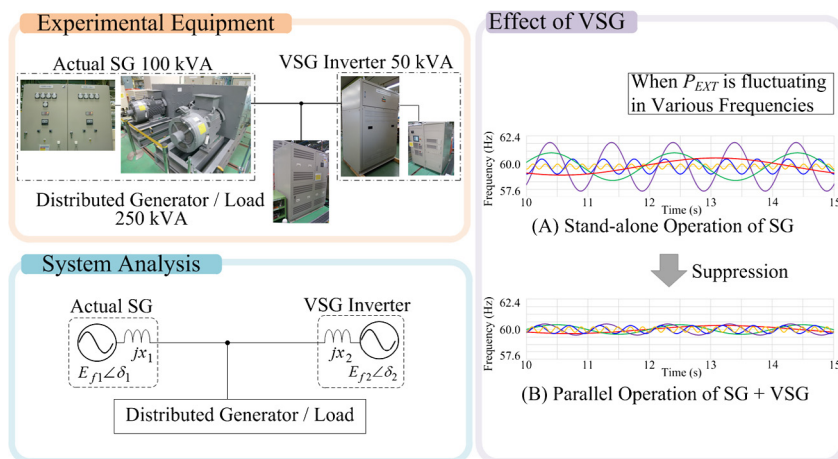 Experimental Equipment
Actual SG 100 kVA
VSG Inverter 50 kVA
Distributed Generator / Load
250 kVA
System Analysis
Actual SG
VSG Inverter
jx1
jx2
Ef1∠δ1
Ef2∠δ2
Distributed Generator / Load
Effect of VSG
When PEXT is fluctuating
in Various Frequencies
Frequency (Hz)
62.4
60.0
57.6
10 11 12 13 14 15
Time (s)
(A) Stand-alone Operation of SG
Suppression
Frequency (Hz)
62.4
60.0
57.6
10 11 12 13 14 15
Time (s)
(B) Parallel Operation of SG + VSG